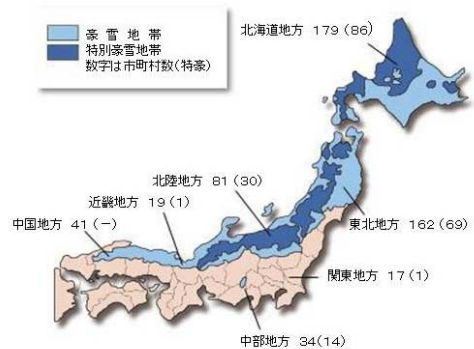 豪雪地帯
特別豪雪地帯
数字は市町村数(特豪)
北海道地方 179(86)
北陸地方 81(30)
近畿地方 19(1)
中国地方 41(-)
東北地方 162(69)
関東地方 17(1)
中部地方 34(14)